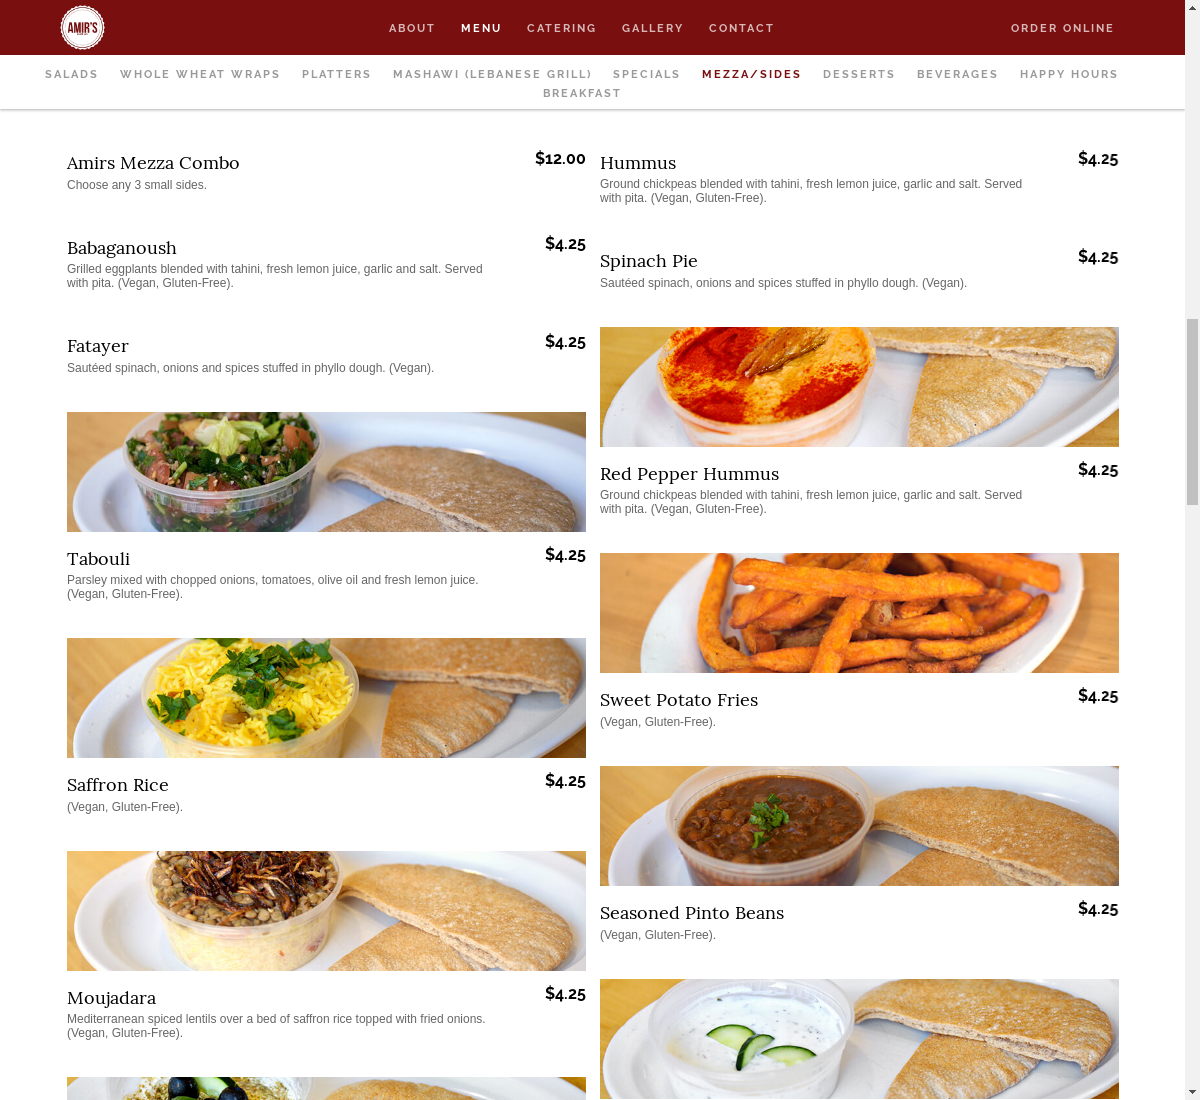 AMIR'S
ABOUT
MENU
CATERING
GALLERY
CONTACT
ORDER ONLINE
SALADS
WHOLE WHEAT WRAPS
PLATTERS
MASHAWI (LEBANESE GRILL)
SPECIALS
MEZZA/SIDES
DESSERTS
BEVERAGES
HAPPY HOURS
BREAKFAST
Amirs Mezza Combo
$12.00
Choose any 3 small sides.
Babaganoush
$4.25
Grilled eggplants blended with tahini, fresh lemon juice, garlic and salt. Served
with pita. (Vegan, Gluten-Free).
Fatayer
$4.25
Sautéed spinach, onions and spices stuffed in phyllo dough. (Vegan).
Tabouli
$4.25
Parsley mixed with chopped onions, tomatoes, olive oil and fresh lemon juice.
(Vegan, Gluten-Free).
Saffron Rice
$4.25
(Vegan, Gluten-Free).
Moujadara
$4.25
Mediterranean spiced lentils over a bed of saffron rice topped with fried onions.
(Vegan, Gluten-Free).
Hummus
$4.25
Ground chickpeas blended with tahini, fresh lemon juice, garlic and salt. Served
with pita. (Vegan, Gluten-Free).
Spinach Pie
$4.25
Sautéed spinach, onions and spices stuffed in phyllo dough. (Vegan).
Red Pepper Hummus
$4.25
Ground chickpeas blended with tahini, fresh lemon juice, garlic and salt. Served
with pita. (Vegan, Gluten-Free).
Sweet Potato Fries
$4.25
(Vegan, Gluten-Free).
Seasoned Pinto Beans
$4.25
(Vegan, Gluten-Free).